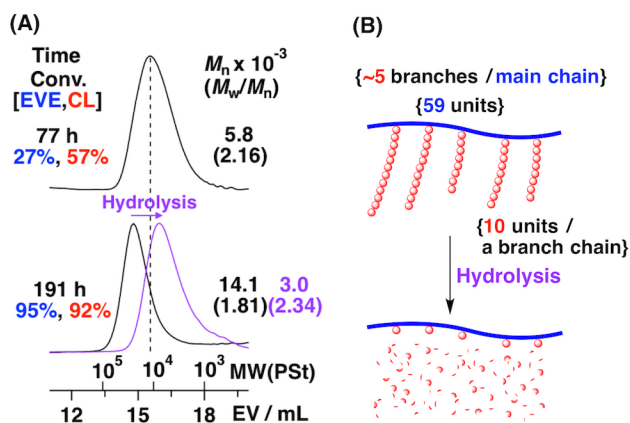 (A)
Time
Conv.
[EVE,CL]
Mn x 10-3
(Mw/Mn)
77 h
27%, 57%
5.8
(2.16)
Hydrolysis
191 h
95%, 92%
14.1 3.0
(1.81)(2.34)
10^5 10^4 10^3 MW(PSt)
12 15 18 EV / mL
(B)
{~5 branches / main chain}
{59 units}
{10 units /
a branch chain}
Hydrolysis